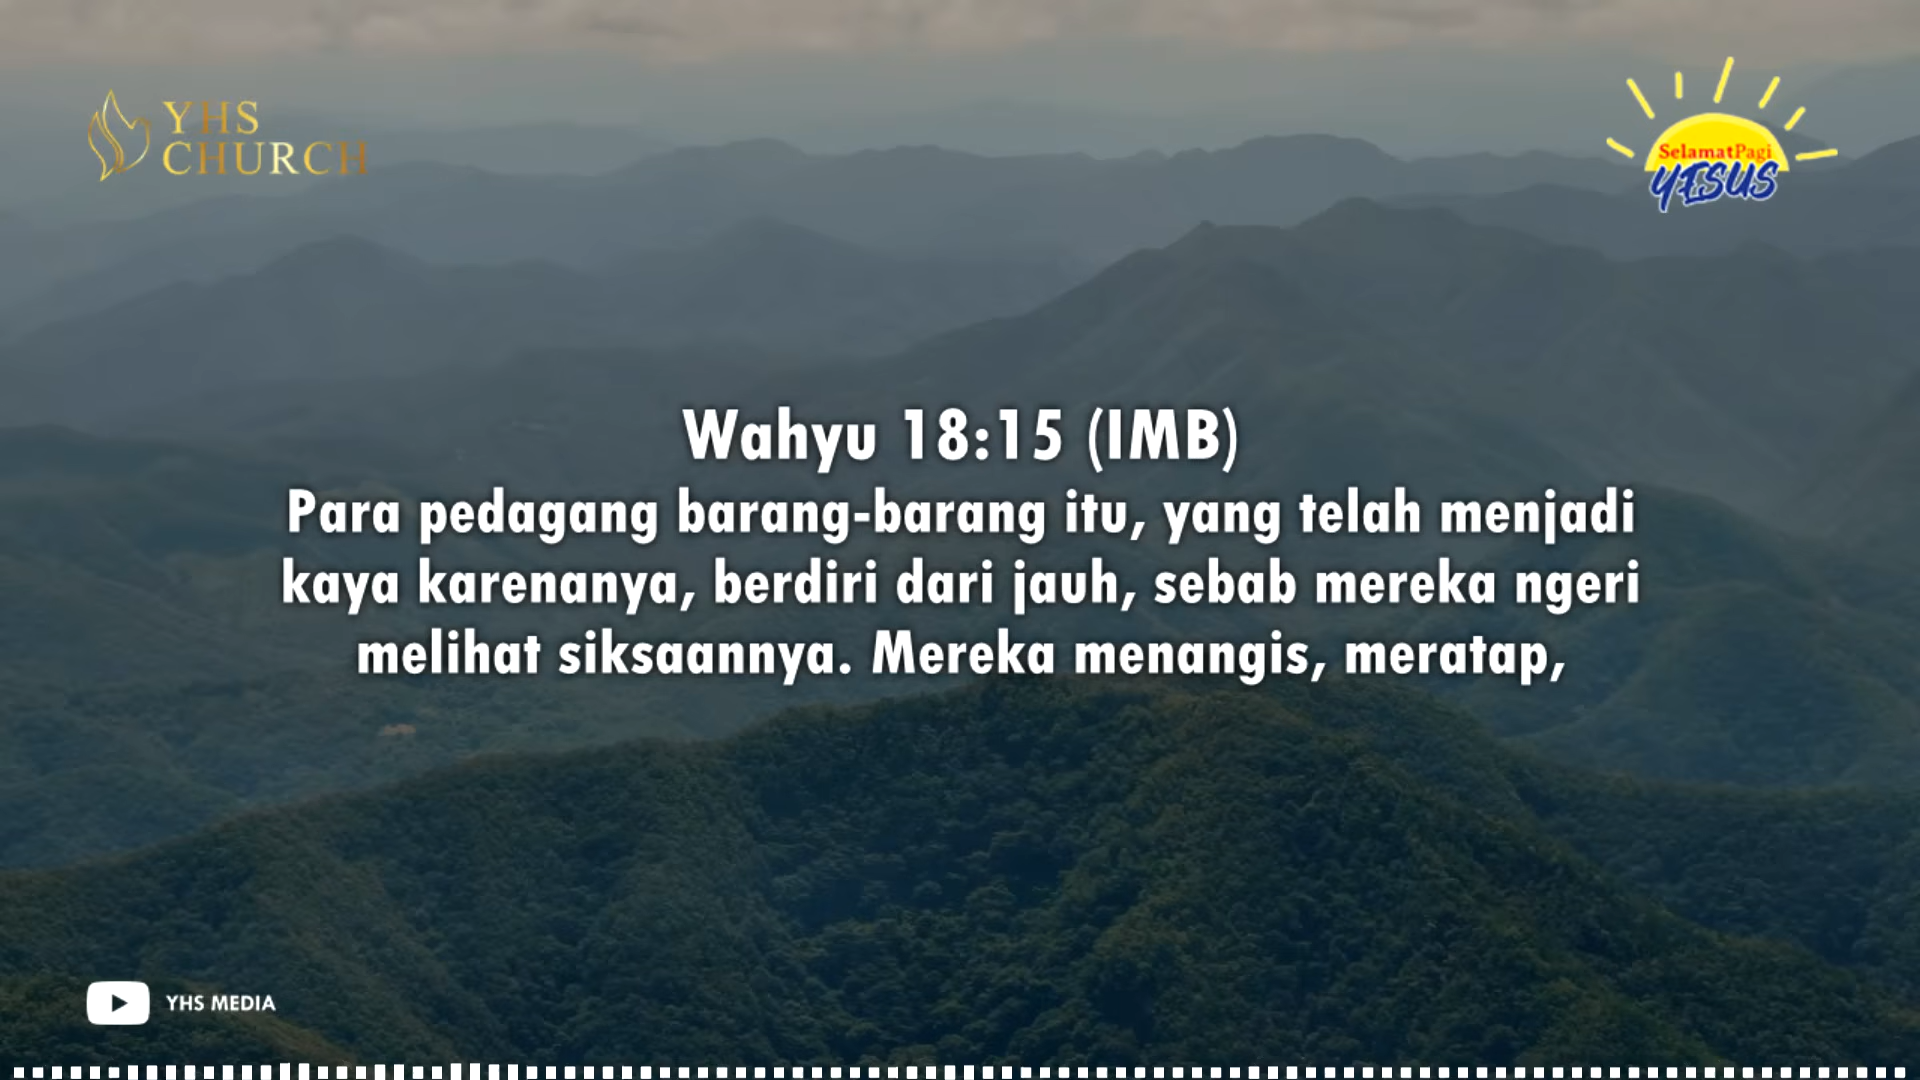 YHS
CHURCH
SelamatPagi
YESUS
Wahyu 18:15 (IMB)
Para pedagang barang-barang itu, yang telah menjadi
kaya karenanya, berdiri dari jauh, sebab mereka ngeri
melihat siksaannya. Mereka menangis, meratap,
YHS MEDIA